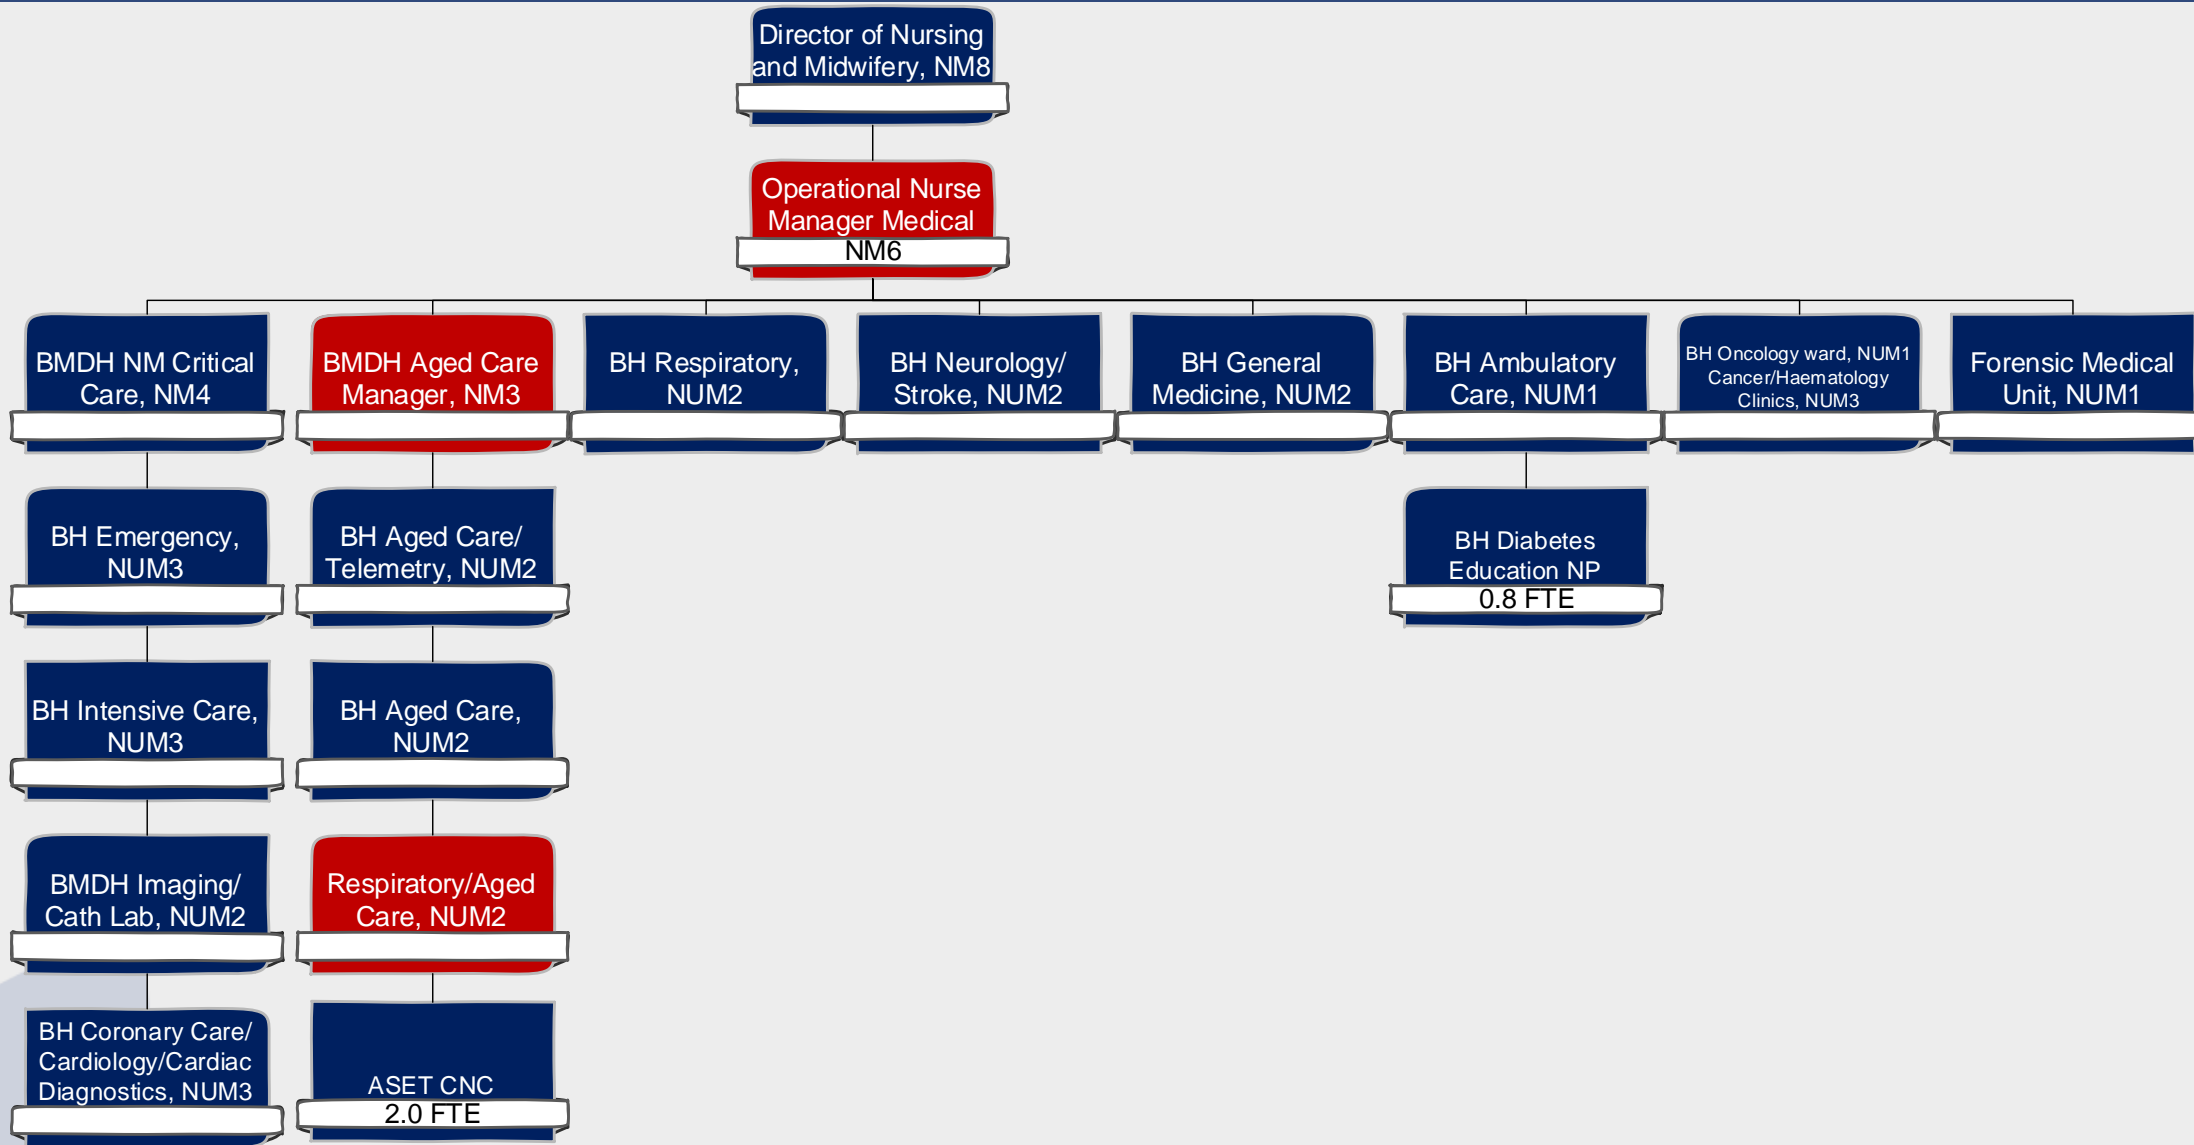 Director of Nursing
and Midwifery, NM8
Operational Nurse
Manager Medical
NM6
BMDH NM Critical
Care, NM4
BMDH Aged Care
Manager, NM3
BH Respiratory,
NUM2
BH Neurology/
Stroke, NUM2
BH General
Medicine, NUM2
BH Ambulatory
Care, NUM1
BH Oncology ward, NUM1
Cancer/Haematology
Clinics, NUM3
Forensic Medical
Unit, NUM1
BH Emergency,
NUM3
BH Aged Care/
Telemetry, NUM2
BH Diabetes
Education NP
0.8 FTE
BH Intensive Care,
NUM3
BH Aged Care,
NUM2
BMDH Imaging/
Cath Lab, NUM2
Respiratory/Aged
Care, NUM2
BH Coronary Care/
Cardiology/Cardiac
Diagnostics, NUM3
ASET CNC
2.0 FTE